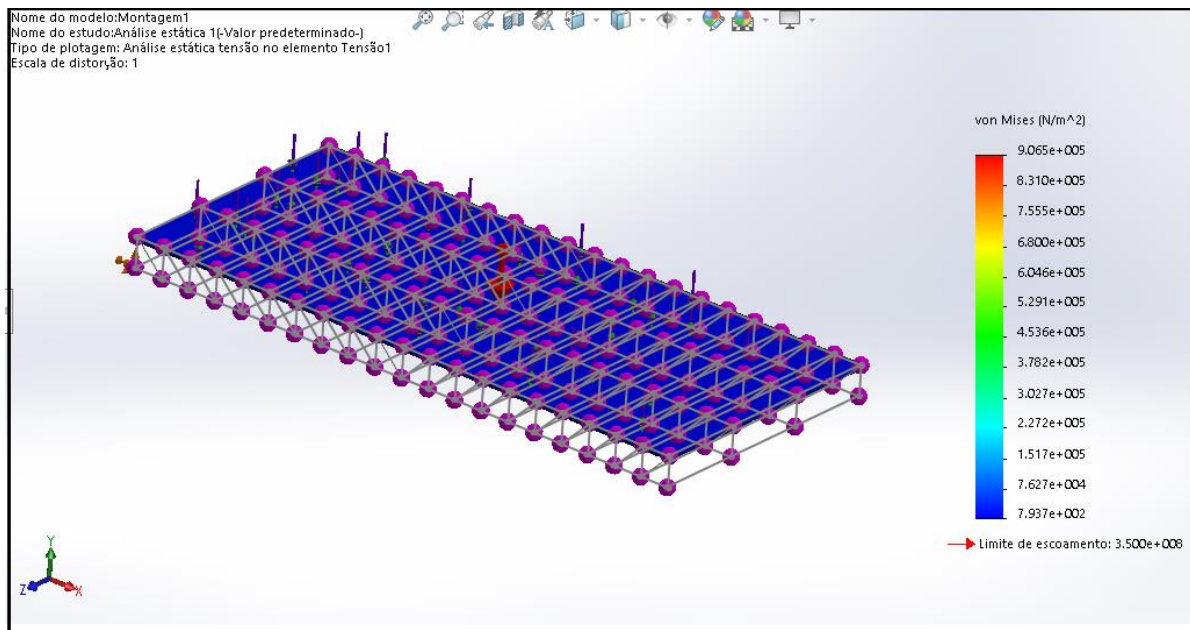 Nome do modelo:Montagem1
Nome do estudo:Análise estática 1(-Valor predeterminado-)
Tipo de plotagem: Análise estática tensão no elemento Tensão1
Escala de distorção: 1
von Mises (N/m^2)
9.065e+005
8.310e+005
7.555e+005
6.800e+005
6.046e+005
5.291e+005
4.536e+005
3.782e+005
3.027e+005
2.272e+005
1.517e+005
7.627e+004
7.937e+002
Limite de escoamento: 3.500e+008
Y
Z
X